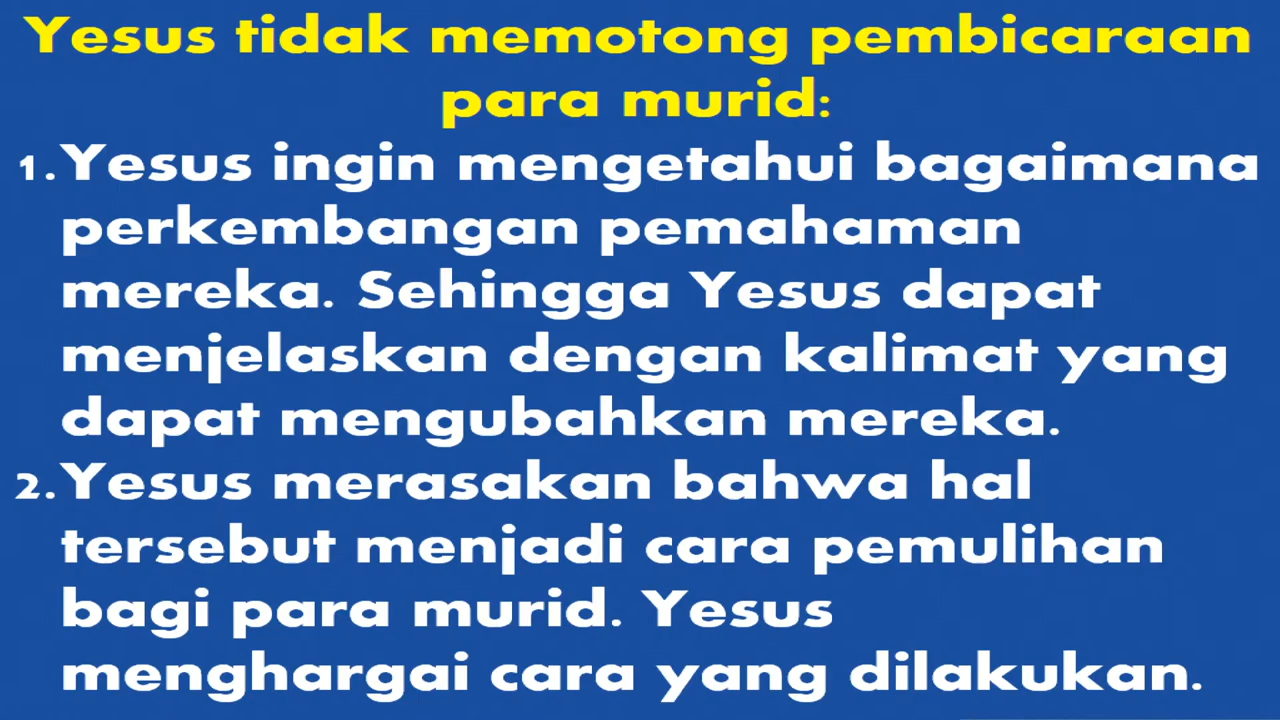 Yesus tidak memotong pembicaraan
para murid:
1. Yesus ingin mengetahui bagaimana
perkembangan pemahaman
mereka. Sehingga Yesus dapat
menjelaskan dengan kalimat yang
dapat mengubahkan mereka.
2. Yesus merasakan bahwa hal
tersebut menjadi cara pemulihan
bagi para murid. Yesus
menghargai cara yang dilakukan.